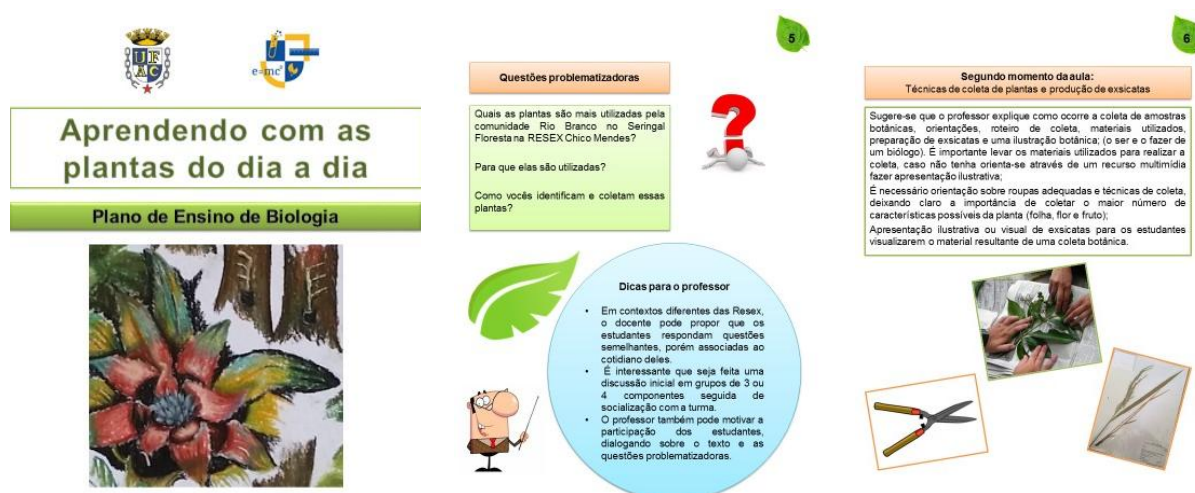 UFAC
e=mc²
Aprendendo com as
plantas do dia a dia
Plano de Ensino de Biologia
5
Questões problematizadoras
Quais as plantas são mais utilizadas pela
comunidade Rio Branco no Seringal
Floresta na RESEX Chico Mendes?
Para que elas são utilizadas?
Como vocês identificam e coletam essas
plantas?
Dicas para o professor
• Em contextos diferentes das Resex,
o docente pode propor que os
estudantes respondam questões
semelhantes, porém associadas ao
cotidiano deles.
• É interessante que seja feita uma
discussão inicial em grupos de 3 ou
4 componentes seguida de
socialização com a turma.
• O professor também pode motivar a
participação dos estudantes,
dialogando sobre o texto e as
questões problematizadoras.
6
Segundo momento da aula:
Técnicas de coleta de plantas e produção de exsicatas
Sugere-se que o professor explique como ocorre a coleta de amostras
botânicas, orientações, roteiro de coleta, materiais utilizados,
preparação de exsicatas e uma ilustração botânica; (o ser e o fazer de
um biólogo). É importante levar os materiais utilizados para realizar a
coleta, caso não tenha orienta-se através de um recurso multimídia
fazer apresentação ilustrativa;
É necessário orientação sobre roupas adequadas e técnicas de coleta,
deixando claro a importância de coletar o maior número de
características possíveis da planta (folha, flor e fruto);
Apresentação ilustrativa ou visual de exsicatas para os estudantes
visualizarem o material resultante de uma coleta botânica.